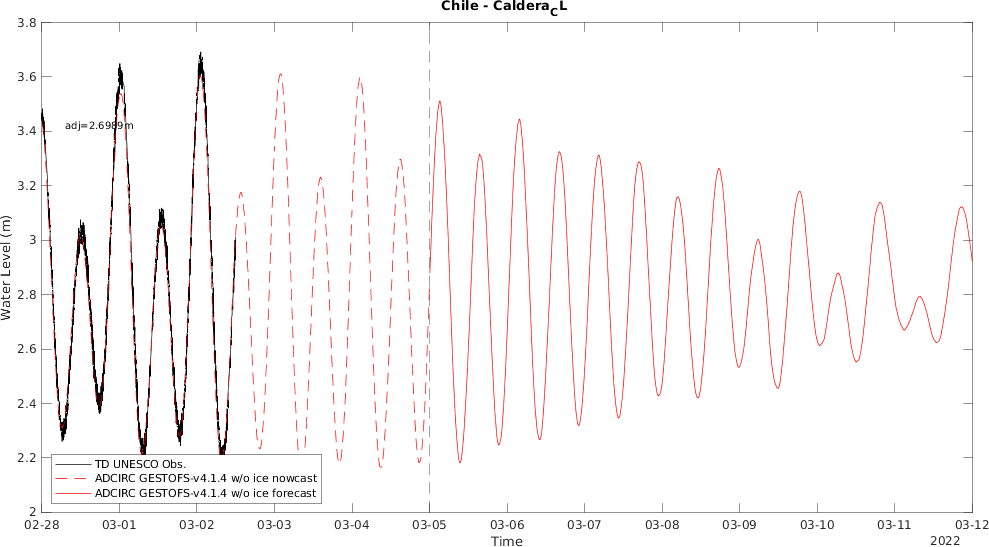 Chile - Caldera_CL
3.8
3.6
3.4
3.2
3
2.8
2.6
2.4
2.2
2
Water Level (m)
adj=2.6989m
TD UNESCO Obs.
ADCIRC GESTOFS-v4.1.4 w/o ice nowcast
ADCIRC GESTOFS-v4.1.4 w/o ice forecast
02-28 03-01 03-02 03-03 03-04 03-05 03-06 03-07 03-08 03-09 03-10 03-11 03-12
Time
2022